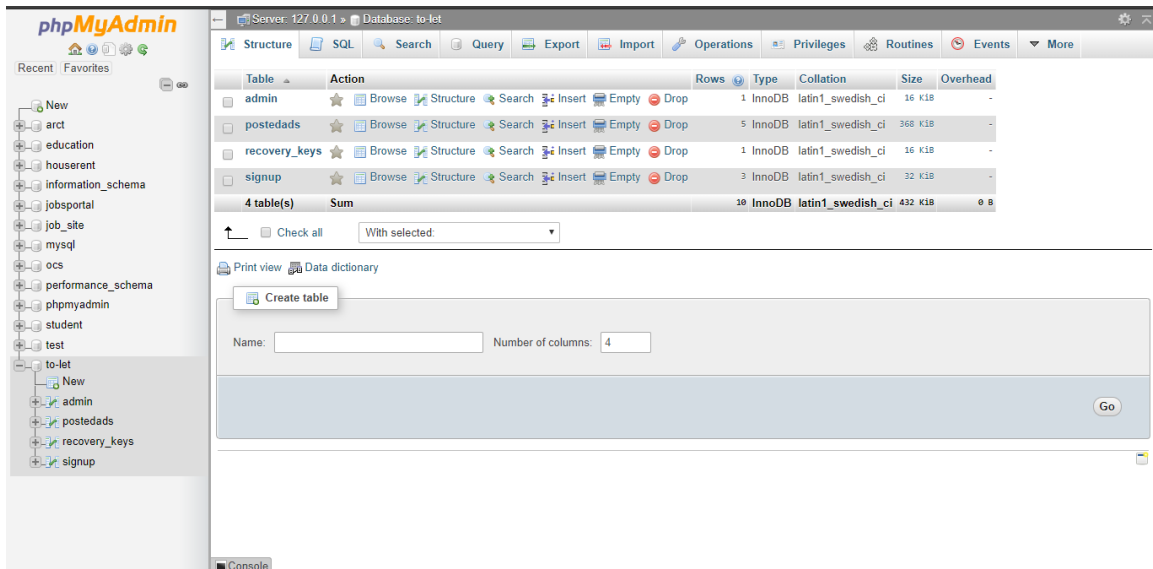 phpMyAdmin
Recent Favorites
New
arct
education
houserent
information_schema
jobsportal
job_site
mysql
ocs
performance_schema
phpmyadmin
student
test
to-let
New
admin
postedads
recovery_keys
signup
Server: 127.0.0.1 » Database: to-let
Structure SQL Search Query Export Import Operations Privileges Routines Events More
Table Action Rows Type Collation Size Overhead
admin Browse Structure Search Insert Empty Drop 1 InnoDB latin1_swedish_ci 16 KiB -
postedads Browse Structure Search Insert Empty Drop 5 InnoDB latin1_swedish_ci 368 KiB -
recovery_keys Browse Structure Search Insert Empty Drop 1 InnoDB latin1_swedish_ci 16 KiB -
signup Browse Structure Search Insert Empty Drop 3 InnoDB latin1_swedish_ci 32 KiB -
4 table(s) Sum 10 InnoDB latin1_swedish_ci 432 KiB 0 B
Check all With selected:
Print view Data dictionary
Create table
Name: Number of columns: 4
Go
Console